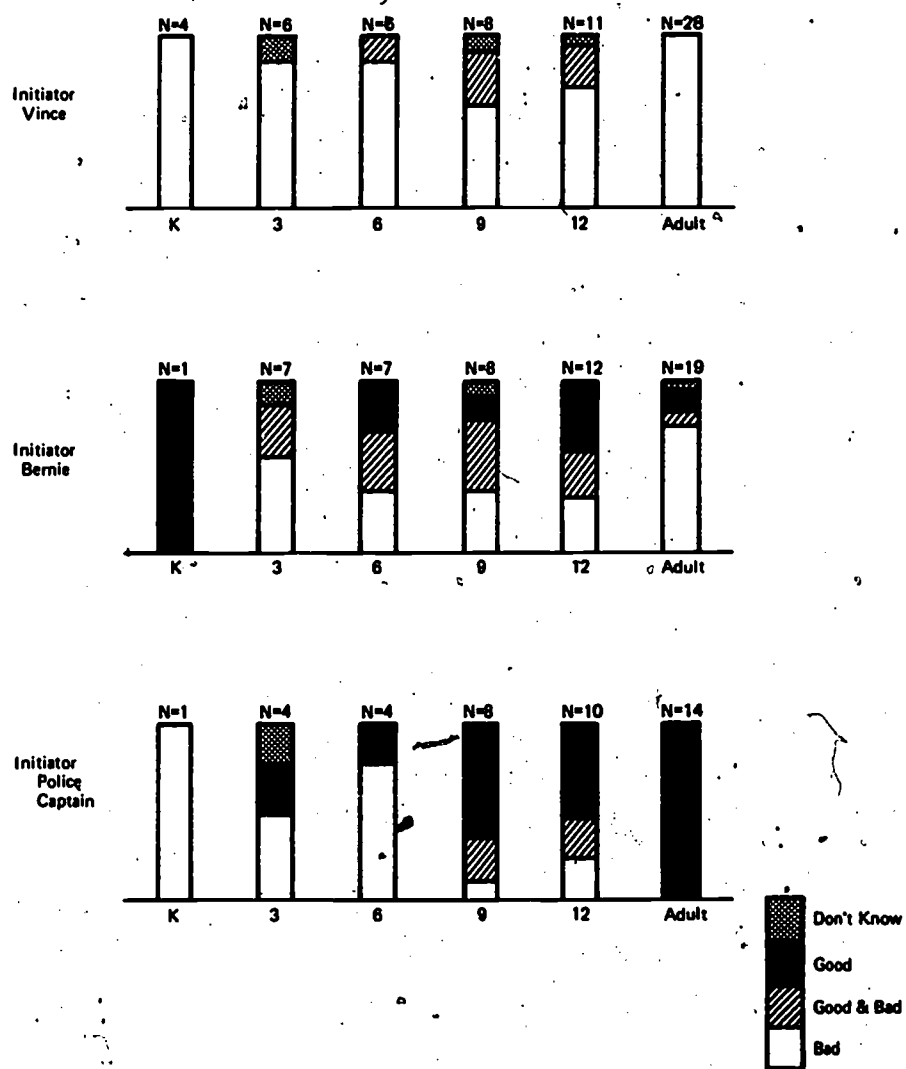 N=4 N=6 N=5 N=8 N=11 N=28
Initiator
Vince
K 3 6 9 12 Adult
N=1 N=7 N=7 N=8 N=12 N=19
Initiator
Bernie
K 3 6 9 12 Adult
N=1 N=4 N=4 N=8 N=10 N=14
Initiator
Police
Captain
K 3 6 9 12 Adult
Don't Know
Good
Good & Bad
Bad